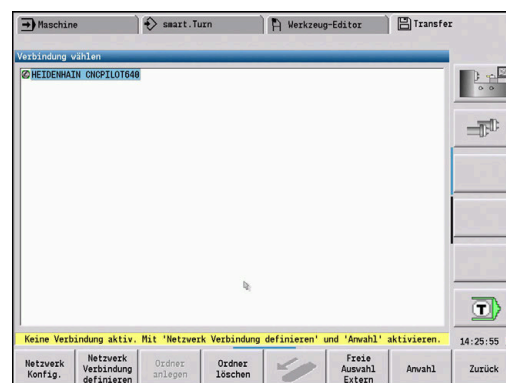 Maschine smart.Turn Werkzeug-Editor Transfer
Verbindung wählen
HEIDENHAIN CNCPILOT640
T
Keine Verbindung aktiv. Mit 'Netzwerk Verbindung definieren' und 'Anwahl' aktivieren.
14:25:55
Netzwerk Konfig.
Netzwerk Verbindung definieren
Ordner anlegen
Ordner löschen
Freie Auswahl Extern
Anwahl
Zurück